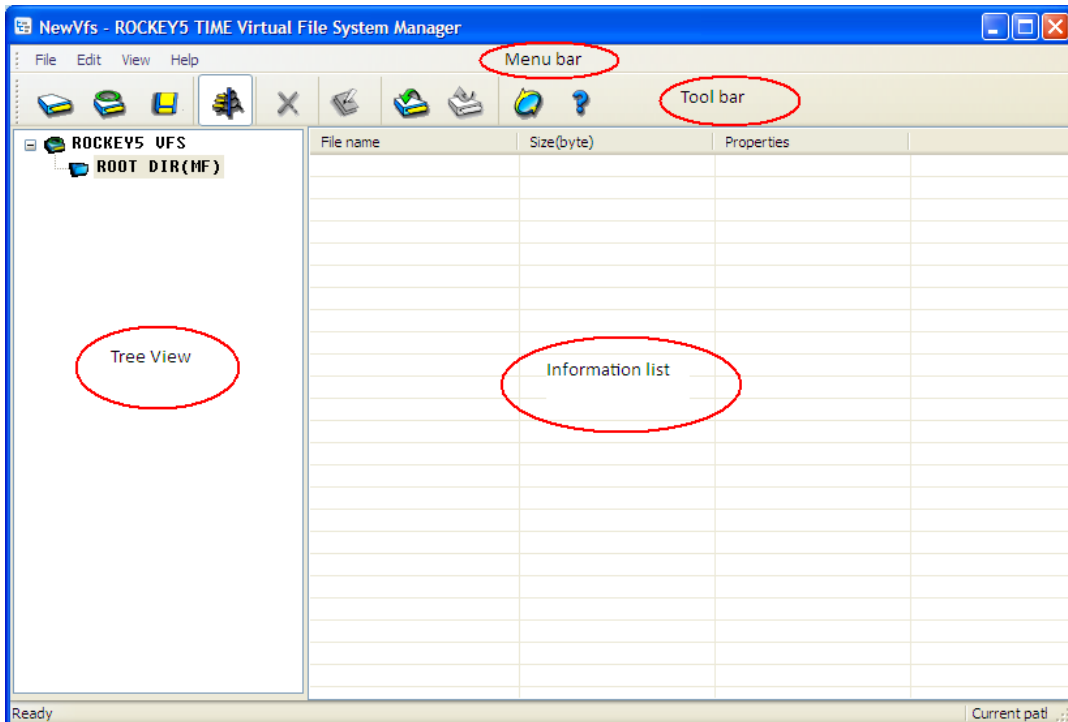 NewVfs - ROCKEY5 TIME Virtual File System Manager
File Edit View Help Menu bar
Tool bar
ROCKEY5 VFS
ROOT DIR(MF)
File name Size(byte) Properties
Tree View
Information list
Ready Current patl